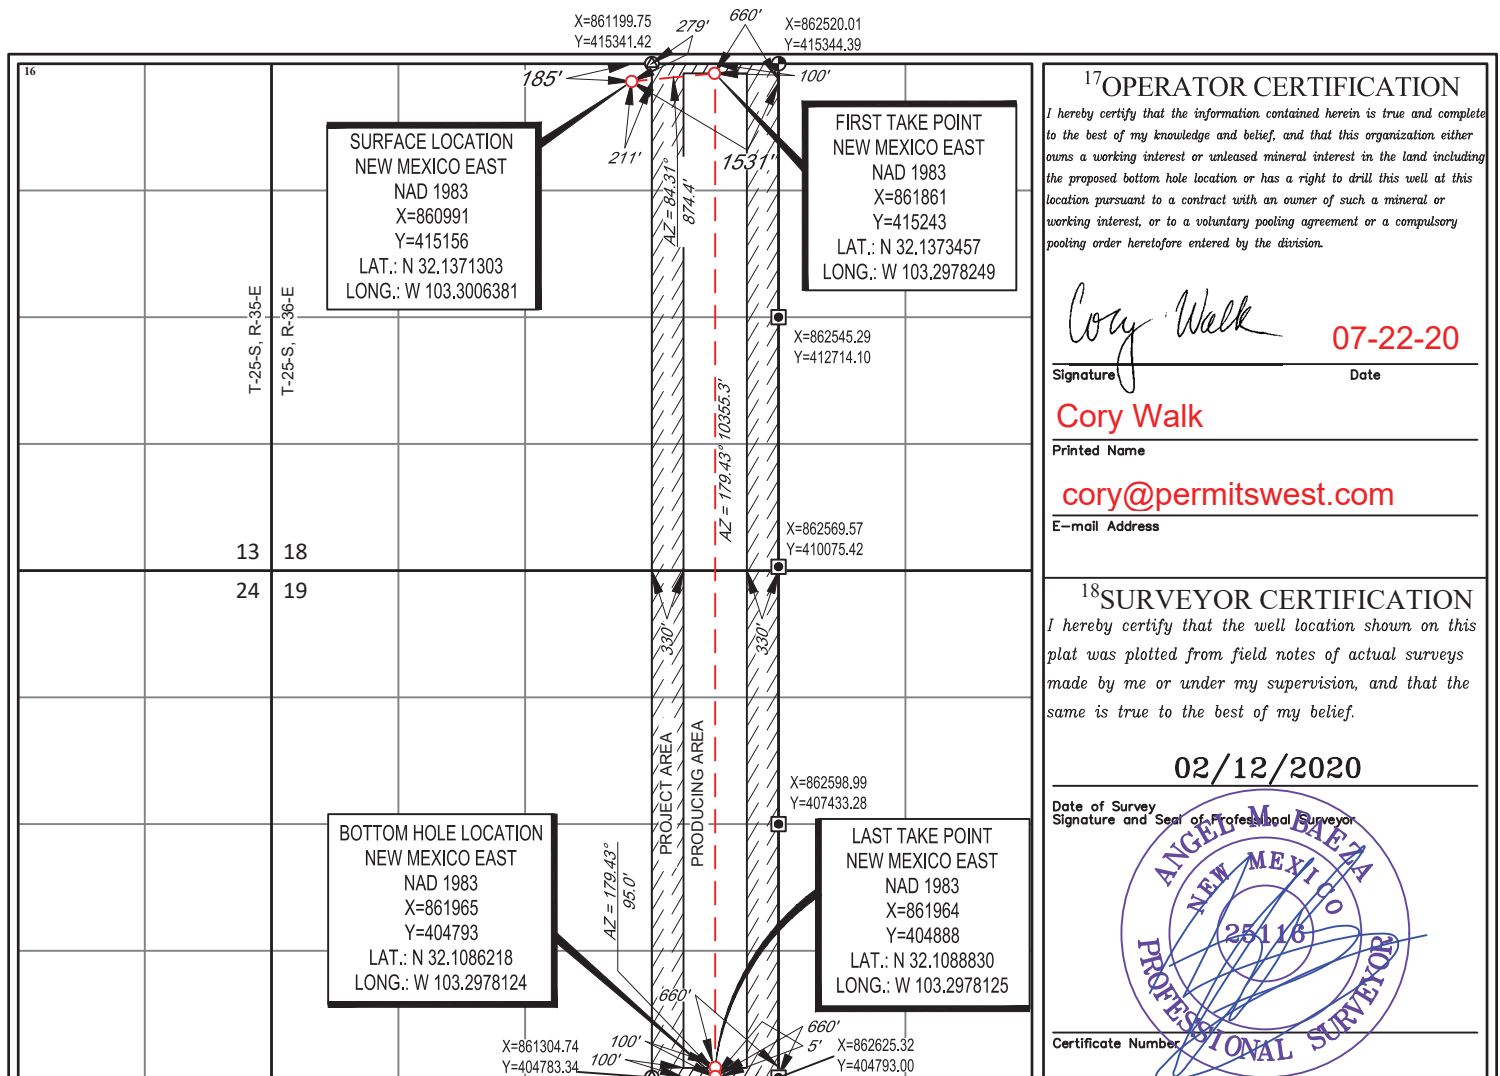 16
X=861199.75
Y=415341.42
279'
660'
X=862520.01
Y=415344.39
185'
100'
211'
1531'
SURFACE LOCATION
NEW MEXICO EAST
NAD 1983
X=860991
Y=415156
LAT.: N 32.1371303
LONG.: W 103.3006381
AZ = 84.31°
874.4'
FIRST TAKE POINT
NEW MEXICO EAST
NAD 1983
X=861861
Y=415243
LAT.: N 32.1373457
LONG.: W 103.2978249
T-25-S, R-35-E
T-25-S, R-36-E
X=862545.29
Y=412714.10
AZ = 179.43° 10355.3'
X=862569.57
Y=410075.42
13 18
24 19
330'
330'
PROJECT AREA
PRODUCING AREA
X=862598.99
Y=407433.28
BOTTOM HOLE LOCATION
NEW MEXICO EAST
NAD 1983
X=861965
Y=404793
LAT.: N 32.1086218
LONG.: W 103.2978124
AZ = 179.43°
95.0'
LAST TAKE POINT
NEW MEXICO EAST
NAD 1983
X=861964
Y=404888
LAT.: N 32.1088830
LONG.: W 103.2978125
660'
660'
X=861304.74
Y=404783.34
100'
100'
5'
X=862625.32
Y=404793.00
17 OPERATOR CERTIFICATION
I hereby certify that the information contained herein is true and complete
to the best of my knowledge and belief, and that this organization either
owns a working interest or unleased mineral interest in the land including
the proposed bottom hole location or has a right to drill this well at this
location pursuant to a contract with an owner of such a mineral or
working interest, or to a voluntary pooling agreement or a compulsory
pooling order heretofore entered by the division.
Cory Walk
07-22-20
Signature
Date
Cory Walk
Printed Name
cory@permitswest.com
E-mail Address
18 SURVEYOR CERTIFICATION
I hereby certify that the well location shown on this
plat was plotted from field notes of actual surveys
made by me or under my supervision, and that the
same is true to the best of my belief.
02/12/2020
Date of Survey
Signature and Seal of Professional Surveyor
ANGEL M. BAEZA
NEW MEXICO
25116
PROFESSIONAL SURVEYOR
Certificate Number